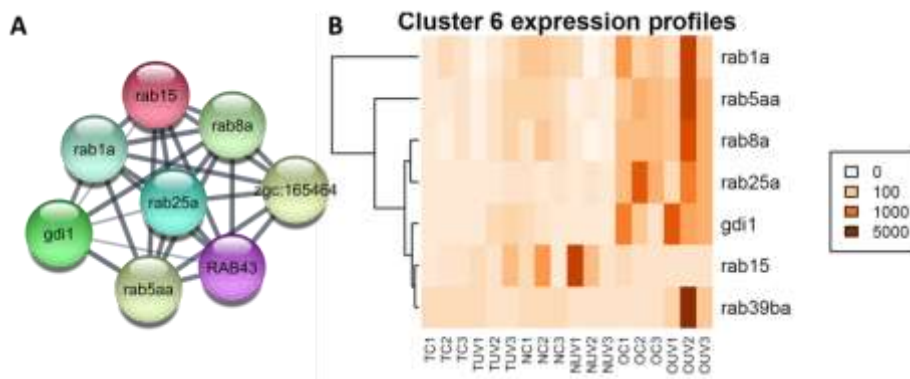 A
rab15
rab8a
rab1a
zgc:165464
rab25a
gdi1
RAB43
rab5aa
B
Cluster 6 expression profiles
rab1a
rab5aa
rab8a
rab25a
gdi1
rab15
rab39ba
TC1 TC2 TC3 TUV1 TUV2 TUV3 NC1 NC2 NC3 NUV1 NUV2 NUV3 OC1 OC2 OC3 OUV1 OUV2 OUV3
0
100
1000
5000